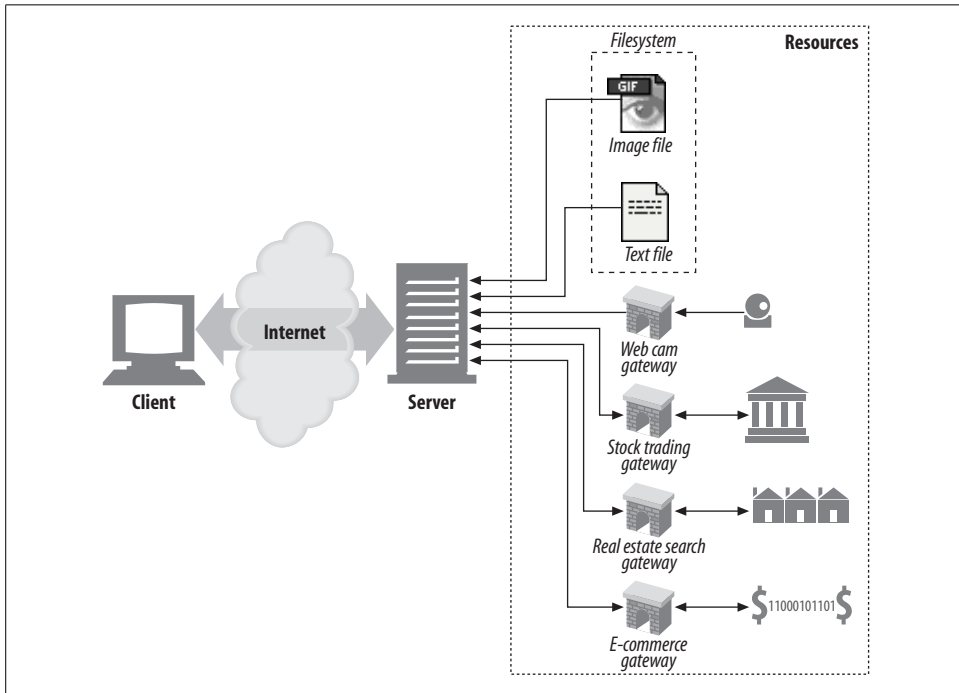 Filesystem
Resources
GIF
Image file
Text file
Internet
Client
Server
Web cam
gateway
Stock trading
gateway
Real estate search
gateway
E-commerce
gateway
$11000101101$